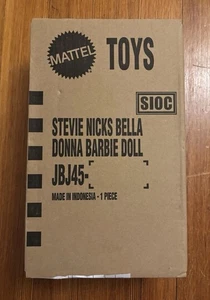 MATTEL TOYS
SIOC
STEVIE NICKS BELLA
DONNA BARBIE DOLL
JBJ45-
MADE IN INDONESIA - 1 PIECE